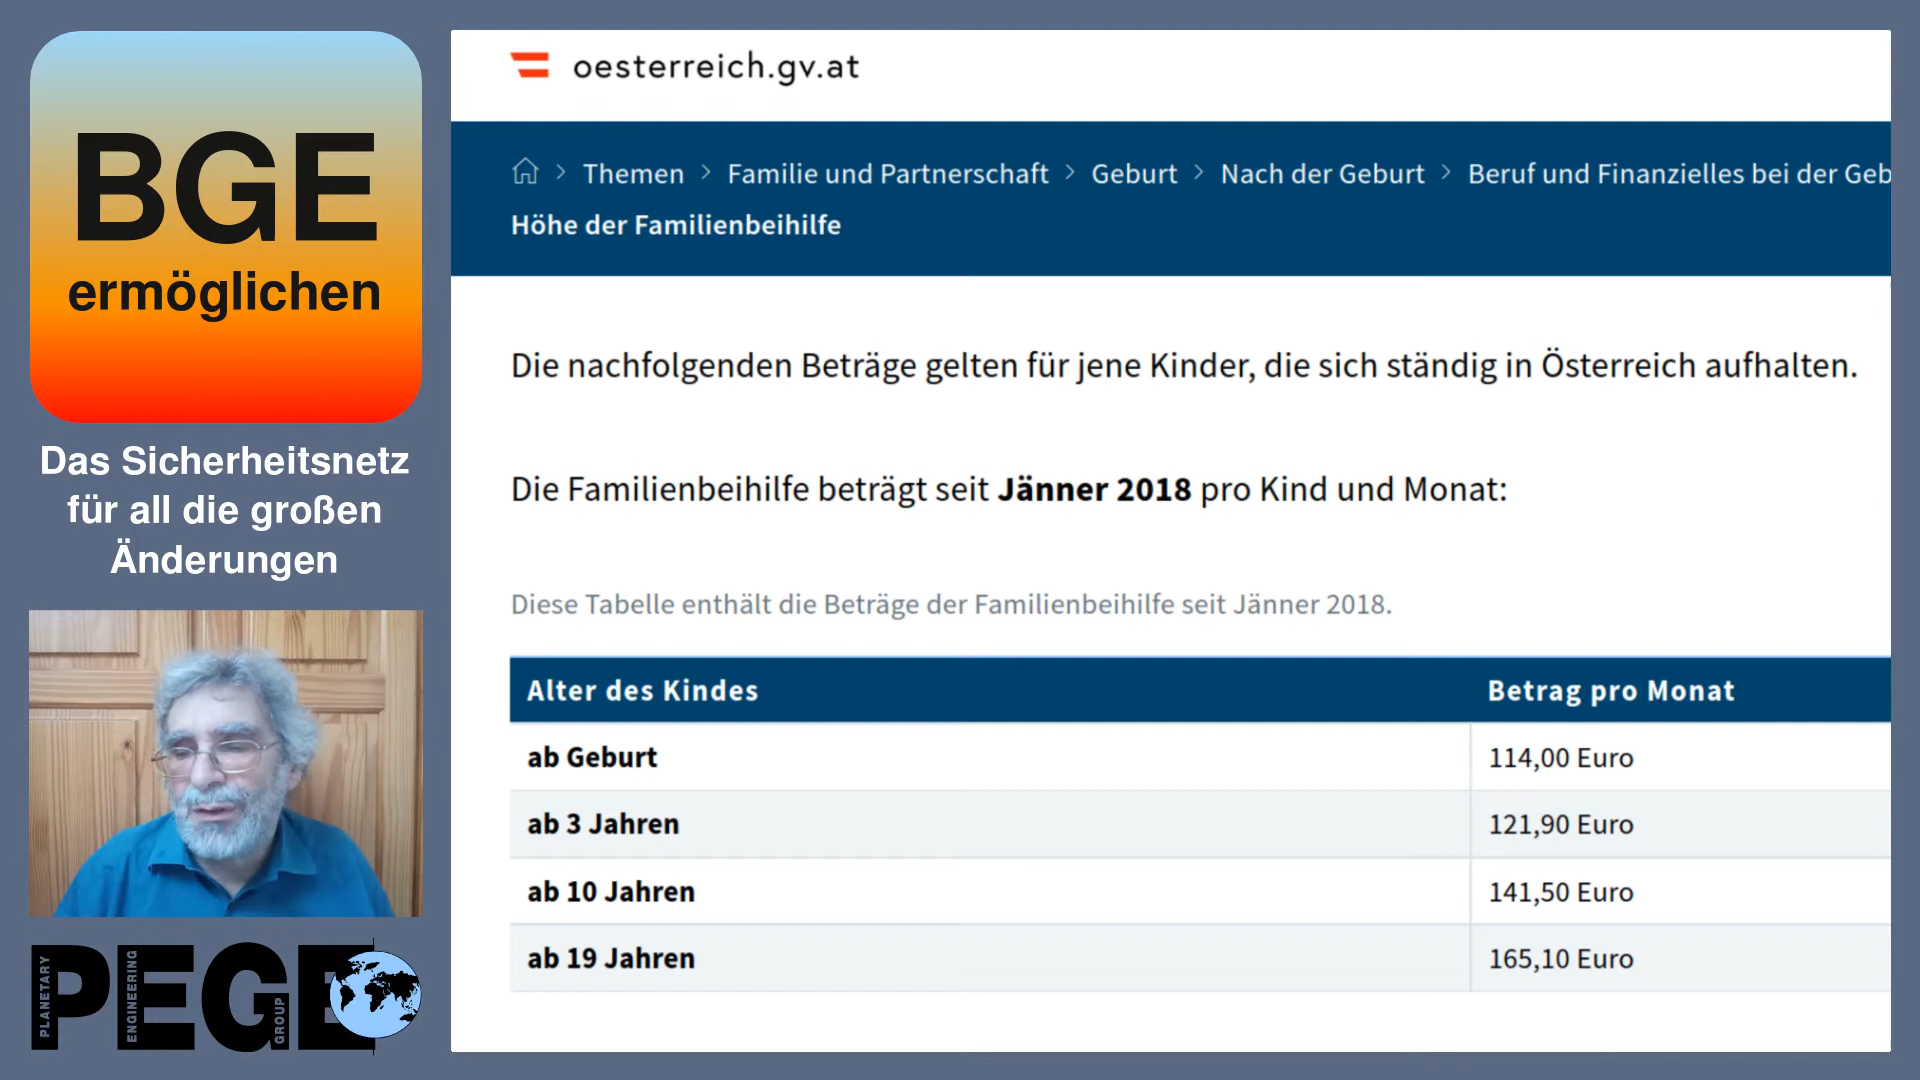 BGE
ermöglichen
Das Sicherheitsnetz
für all die großen
Änderungen
PLANETARY
ENGINEERING
GROUP
PEGE
oesterreich.gv.at
Themen > Familie und Partnerschaft > Geburt > Nach der Geburt > Beruf und Finanzielles bei der Geb
Höhe der Familienbeihilfe
Die nachfolgenden Beträge gelten für jene Kinder, die sich ständig in Österreich aufhalten.
Die Familienbeihilfe beträgt seit Jänner 2018 pro Kind und Monat:
Diese Tabelle enthält die Beträge der Familienbeihilfe seit Jänner 2018.
Alter des Kindes Betrag pro Monat
ab Geburt 114,00 Euro
ab 3 Jahren 121,90 Euro
ab 10 Jahren 141,50 Euro
ab 19 Jahren 165,10 Euro